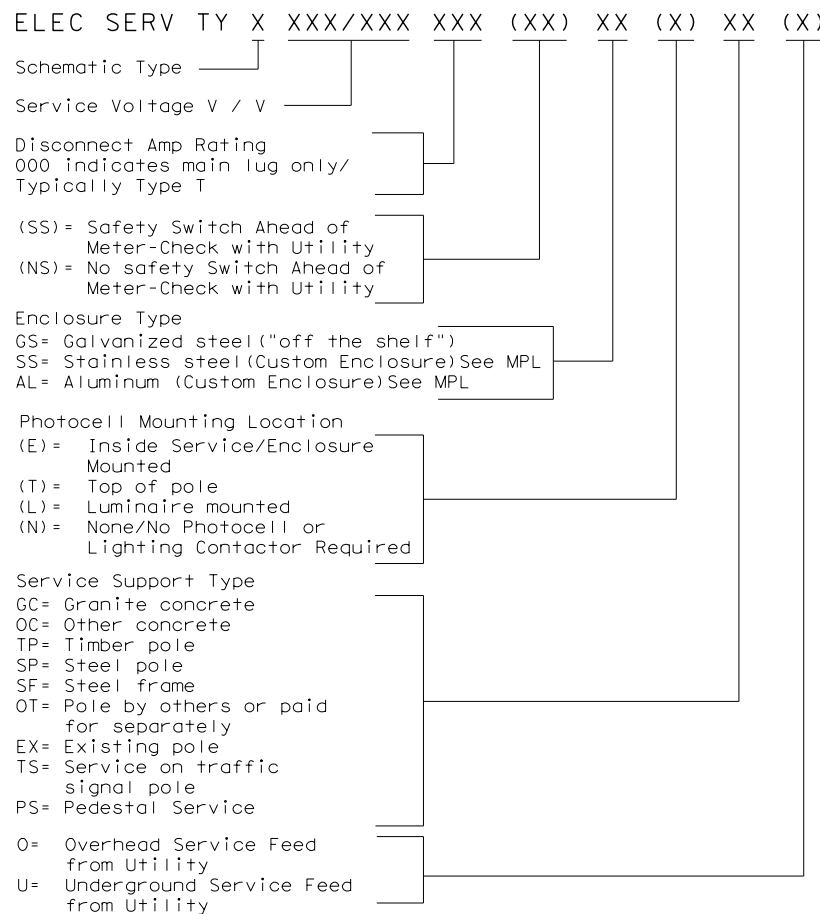 ELEC SERV TY X XXX/XXX XXX (XX) XX (X) XX (X)
Schematic Type
Service Voltage V / V
Disconnect Amp Rating
000 indicates main lug only/
Typically Type T
(SS)= Safety Switch Ahead of
Meter-Check with Utility
(NS)= No safety Switch Ahead of
Meter-Check with Utility
Enclosure Type
GS= Galvanized steel("off the shelf")
SS= Stainless steel(Custom Enclosure)See MPL
AL= Aluminum (Custom Enclosure)See MPL
Photocell Mounting Location
(E)= Inside Service/Enclosure
Mounted
(T)= Top of pole
(L)= Luminaire mounted
(N)= None/No Photocell or
Lighting Contactor Required
Service Support Type
GC= Granite concrete
OC= Other concrete
TP= Timber pole
SP= Steel pole
SF= Steel frame
OT= Pole by others or paid
for separately
EX= Existing pole
TS= Service on traffic
signal pole
PS= Pedestal Service
O= Overhead Service Feed
from Utility
U= Underground Service Feed
from Utility